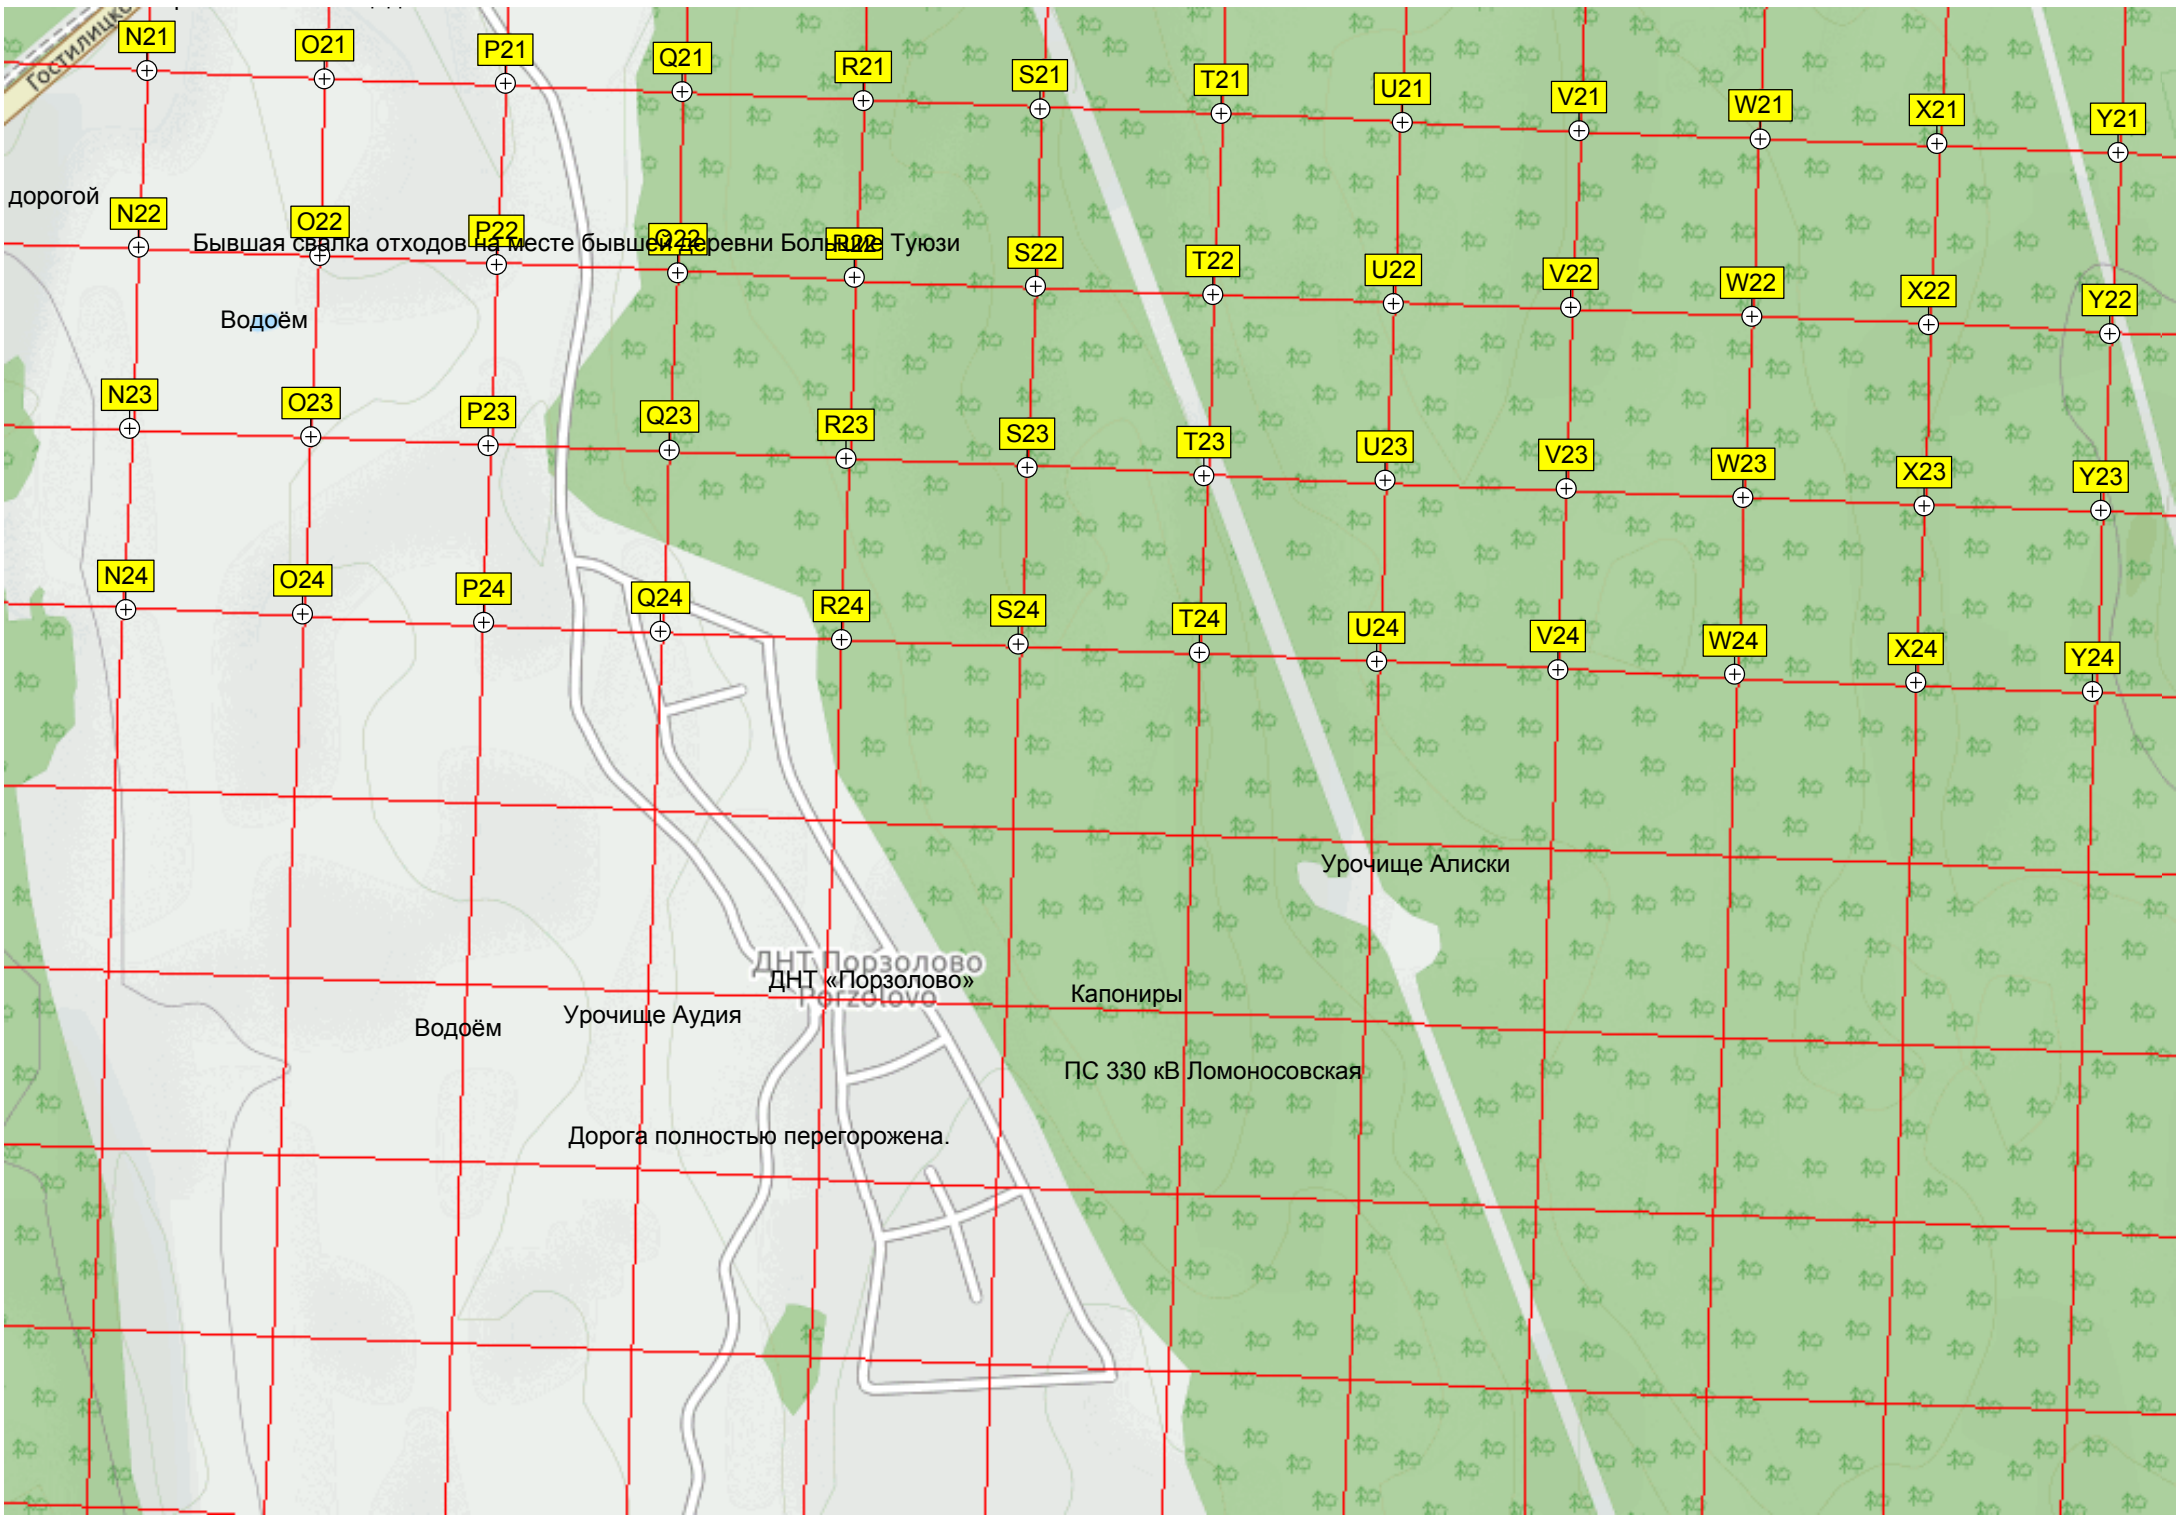 Гостилицко
N21 O21 P21 Q21 R21 S21 T21 U21 V21 W21 X21 Y21
дорогой
N22 O22 P22 Q22 R22 S22 T22 U22 V22 W22 X22 Y22
Бывшая свалка отходов на месте бывшей деревни Большие Туюзи
Водоём
N23 O23 P23 Q23 R23 S23 T23 U23 V23 W23 X23 Y23
N24 O24 P24 Q24 R24 S24 T24 U24 V24 W24 X24 Y24
Урочище Алиски
ДНТ Порзолово
ДНТ «Порзолово»
Porzolovo
Капониры
Урочище Аудия
Водоём
ПС 330 кВ Ломоносовская
Дорога полностью перегорожена.